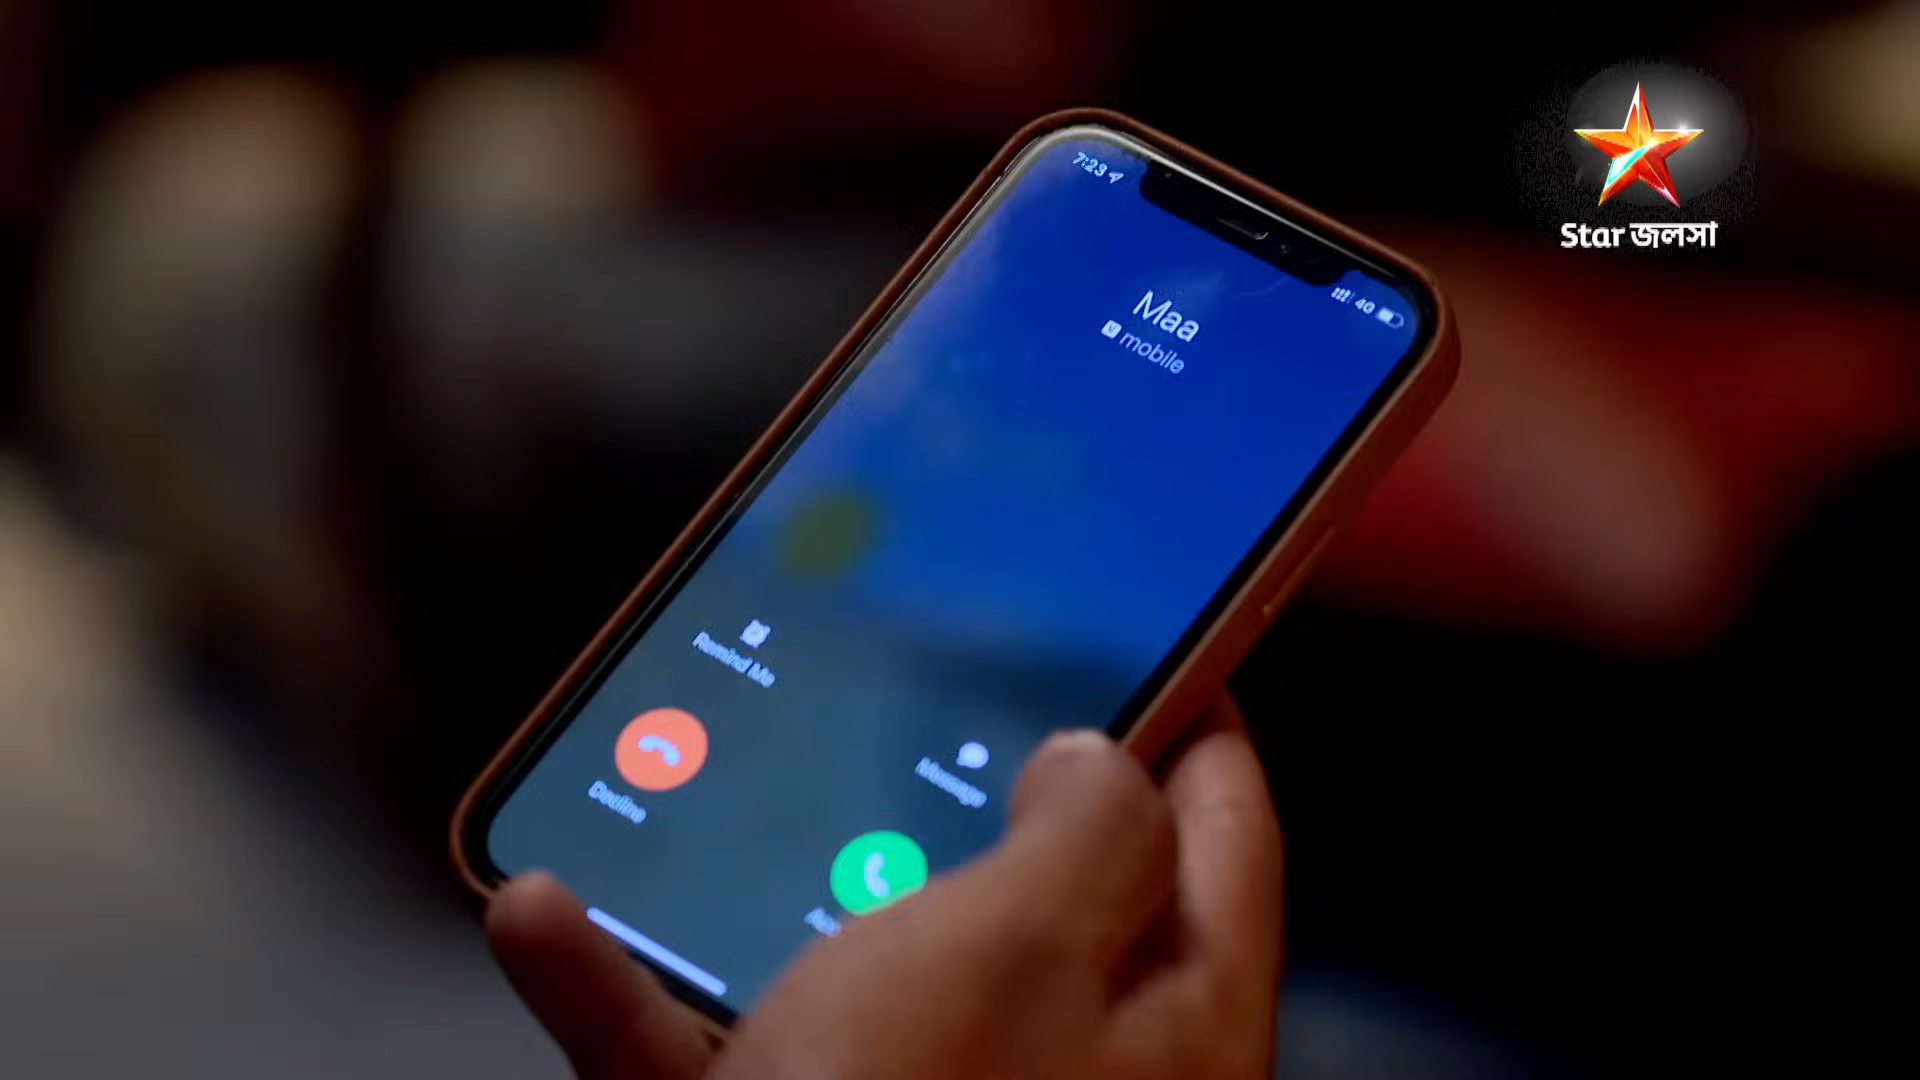 7:23
4G
Maa
mobile
Remind Me
Message
Decline
Star জলসা